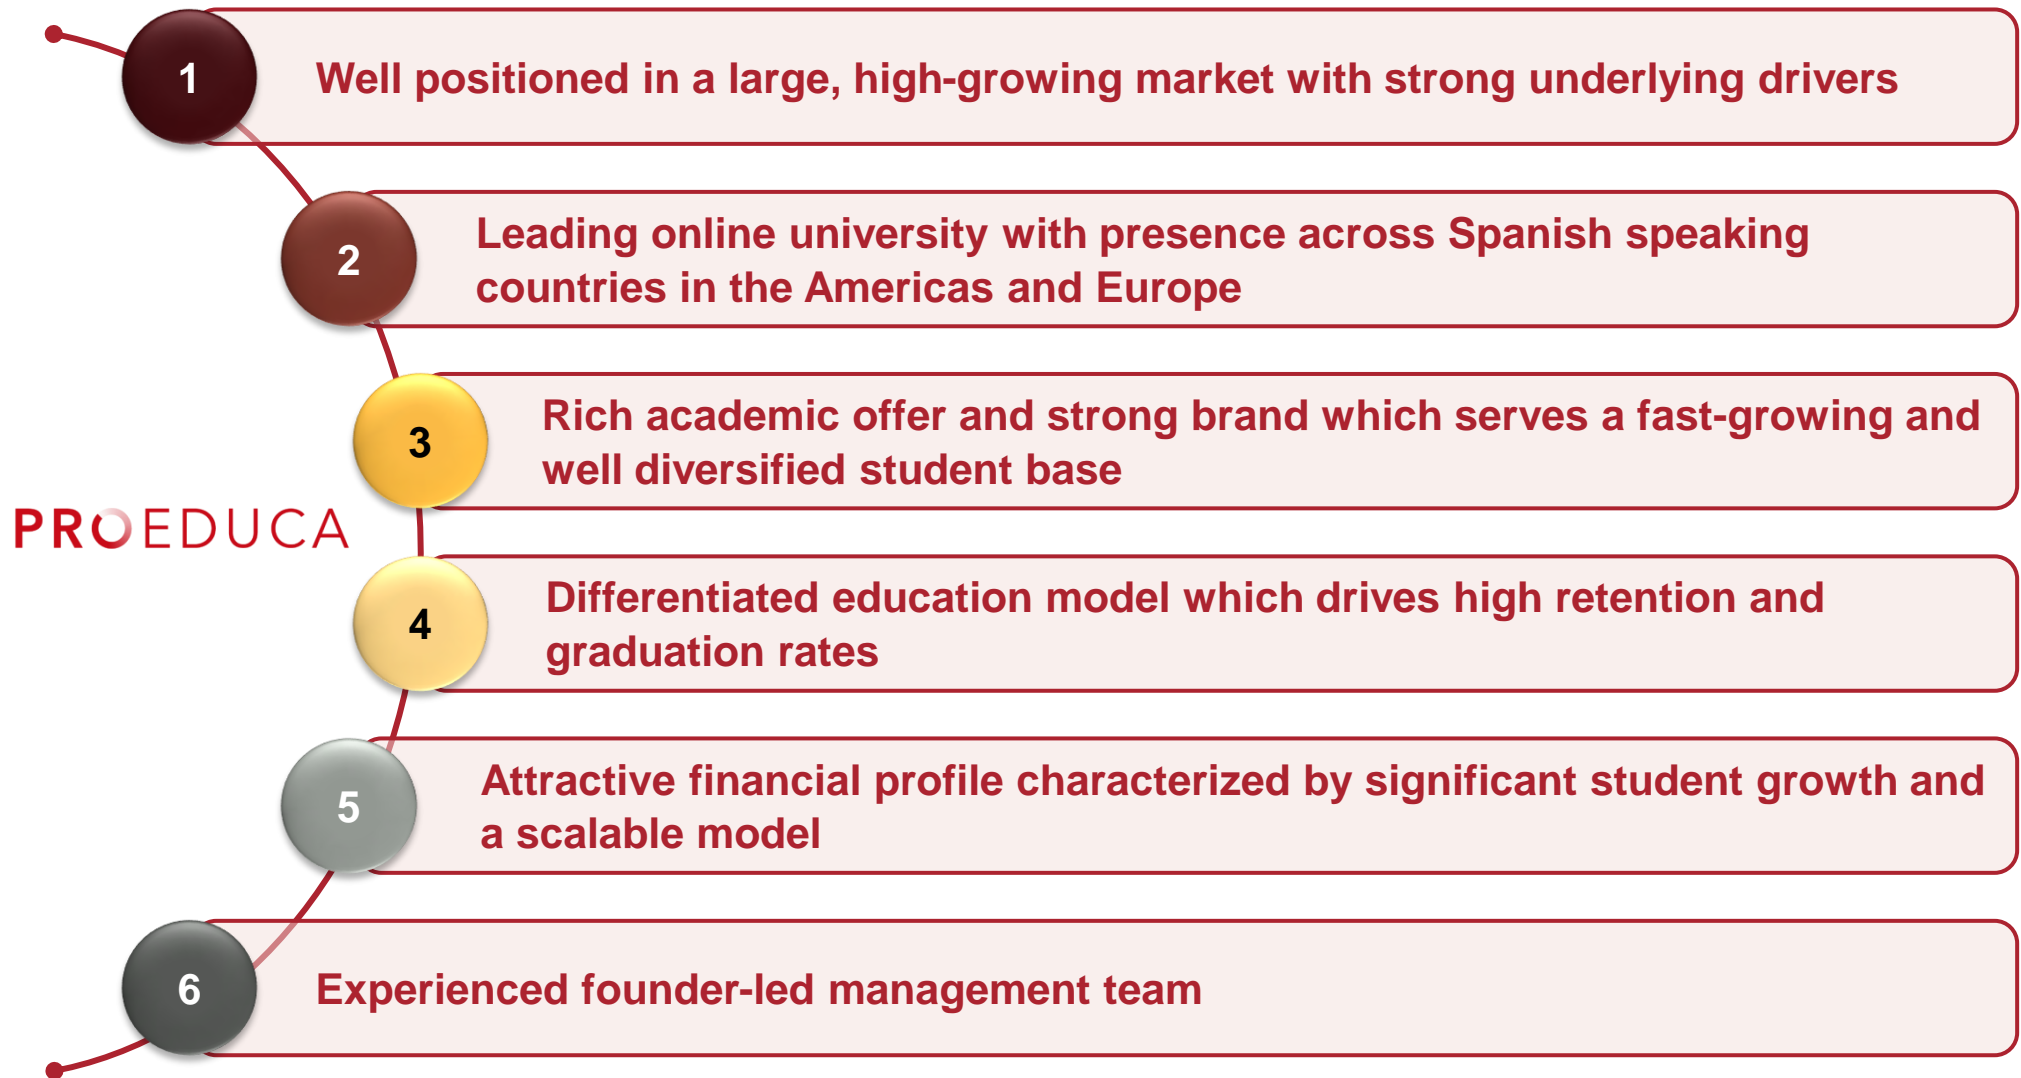 1
Well positioned in a large, high-growing market with strong underlying drivers
2
Leading online university with presence across Spanish speaking
countries in the Americas and Europe
3
Rich academic offer and strong brand which serves a fast-growing and
well diversified student base
PROEDUCA
4
Differentiated education model which drives high retention and
graduation rates
5
Attractive financial profile characterized by significant student growth and
a scalable model
6
Experienced founder-led management team